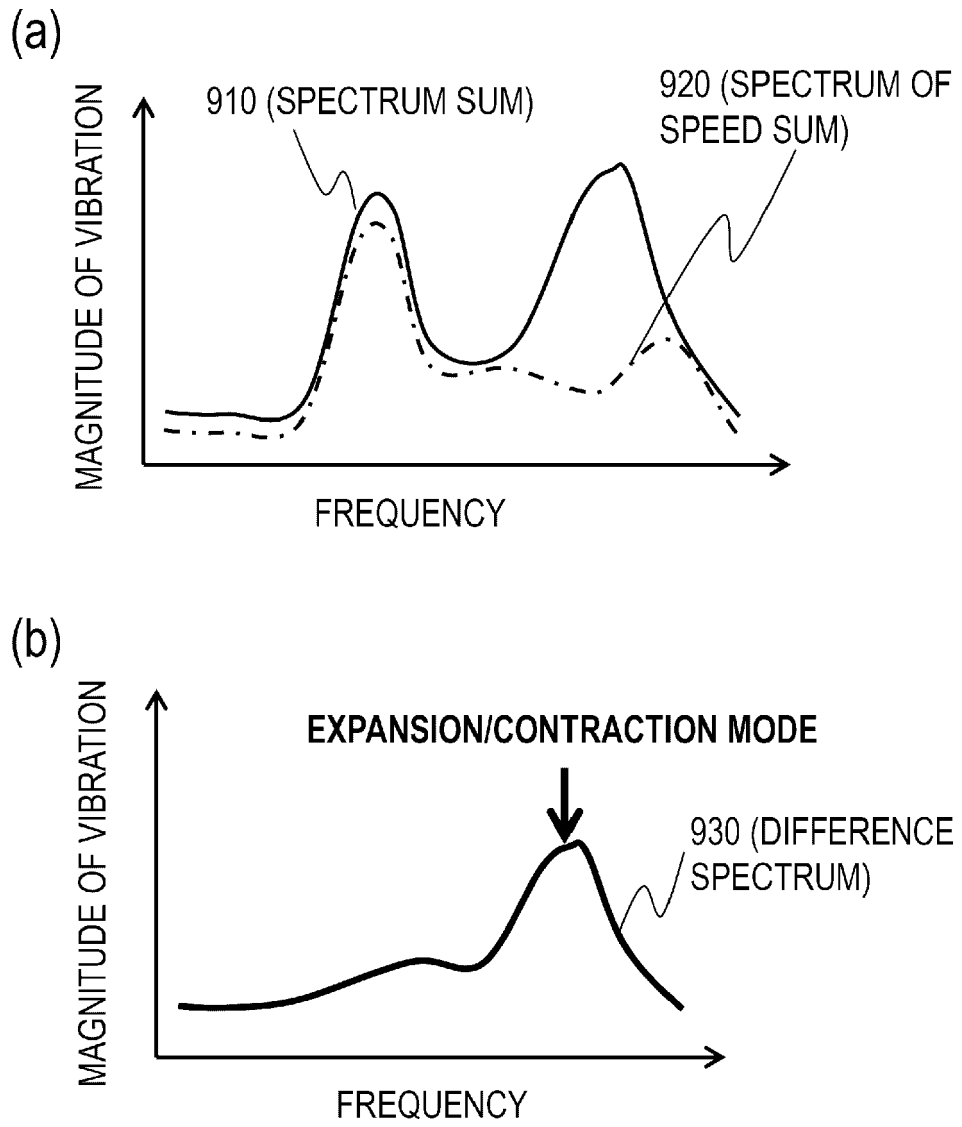 (a)
910 (SPECTRUM SUM)
920 (SPECTRUM OF
SPEED SUM)
MAGNITUDE OF VIBRATION
FREQUENCY
(b)
MAGNITUDE OF VIBRATION
EXPANSION/CONTRACTION MODE
930 (DIFFERENCE
SPECTRUM)
FREQUENCY